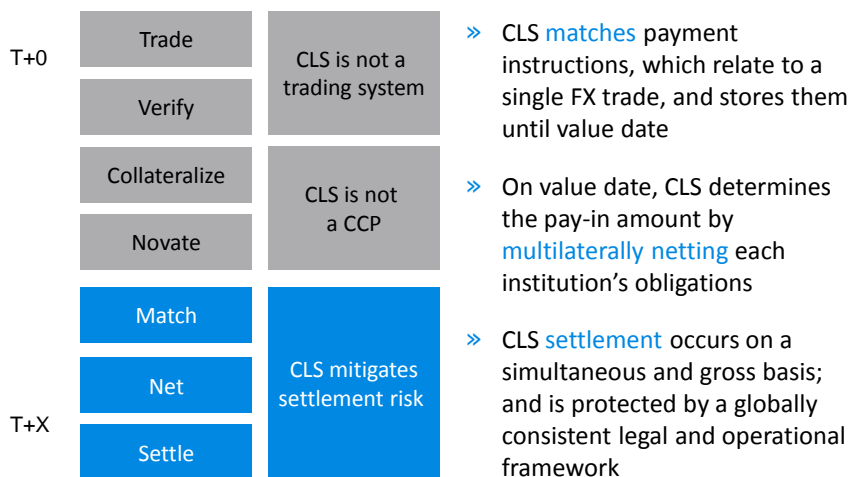 T+0
Trade
Verify
CLS is not a
trading system
Collateralize
Novate
CLS is not
a CCP
Match
Net
Settle
T+X
CLS mitigates
settlement risk
» CLS matches payment
instructions, which relate to a
single FX trade, and stores them
until value date
» On value date, CLS determines
the pay-in amount by
multilaterally netting each
institution’s obligations
» CLS settlement occurs on a
simultaneous and gross basis;
and is protected by a globally
consistent legal and operational
framework